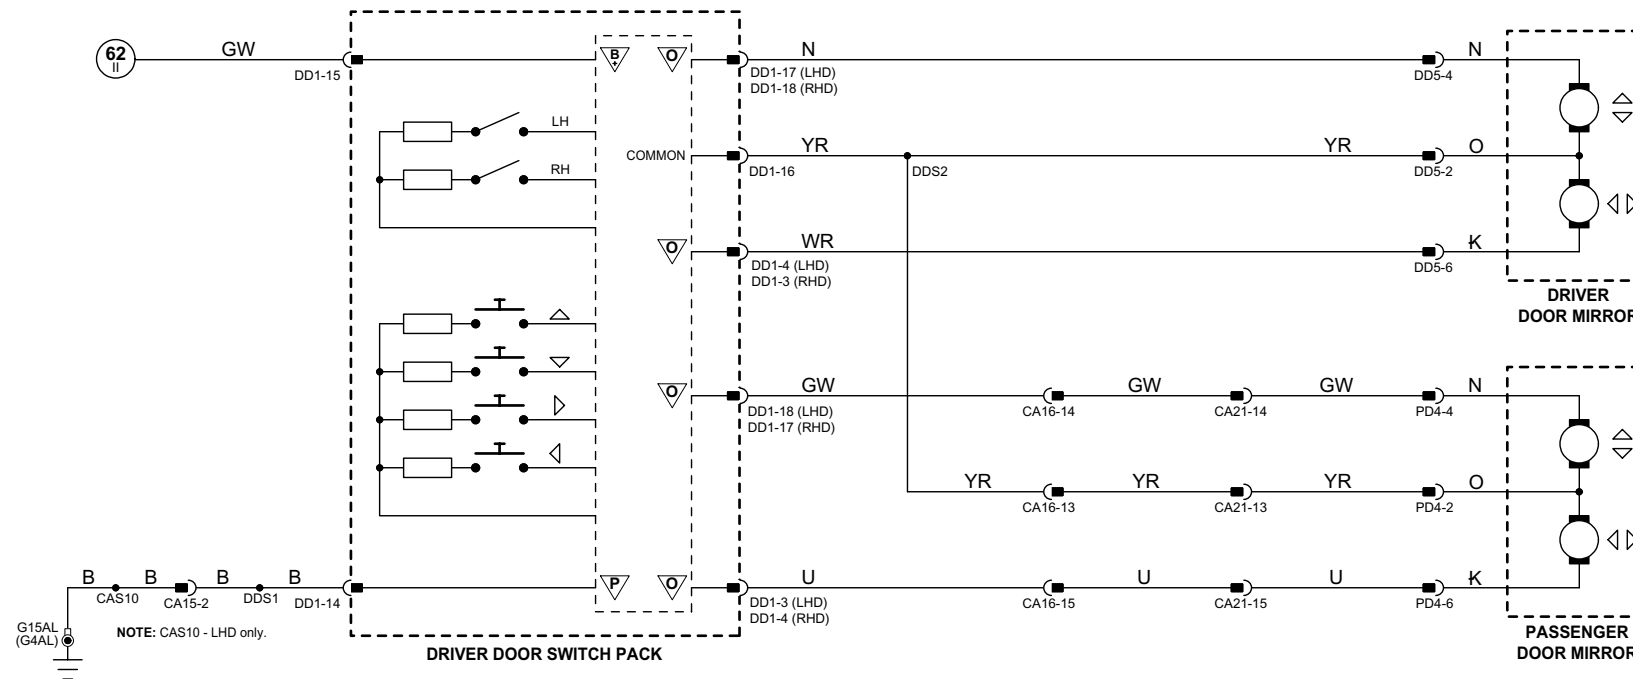 62
II
GW
DD1-15
B
+
O
N
DD1-17 (LHD)
DD1-18 (RHD)
DD5-4
N
LH
RH
COMMON
DD1-16
YR
DDS2
YR
DD5-2
O
O
WR
DD1-4 (LHD)
DD1-3 (RHD)
DD5-6
K
DRIVER
DOOR MIRROR
O
GW
DD1-18 (LHD)
DD1-17 (RHD)
CA16-14
GW
CA21-14
GW
PD4-4
N
YR
CA16-13
YR
CA21-13
YR
PD4-2
O
B
CAS10
B
CA15-2
B
DDS1
B
DD1-14
P
O
U
DD1-3 (LHD)
DD1-4 (RHD)
CA16-15
U
CA21-15
U
PD4-6
K
G15AL
(G4AL)
NOTE: CAS10 - LHD only.
DRIVER DOOR SWITCH PACK
PASSENGER
DOOR MIRROR